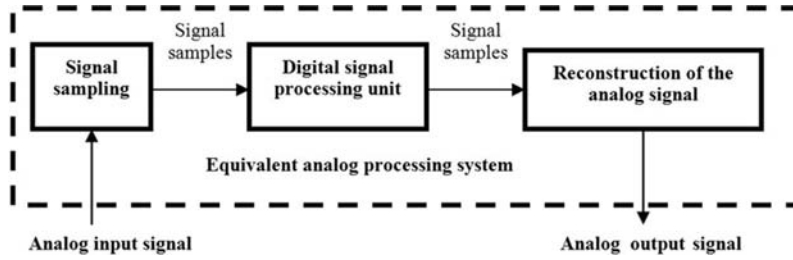 Signal
samples
Signal
samples
Signal
sampling
Digital signal
processing unit
Reconstruction of the
analog signal
Equivalent analog processing system
Analog input signal
Analog output signal